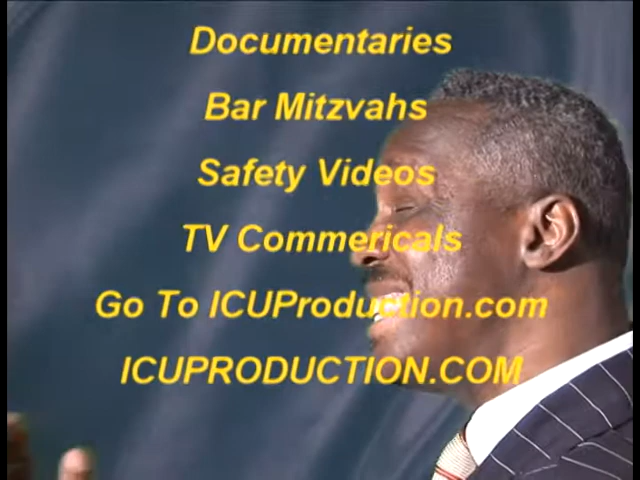 Documentaries
Bar Mitzvahs
Safety Videos
TV Commericals
Go To ICUProduction.com
ICUPRODUCTION.COM